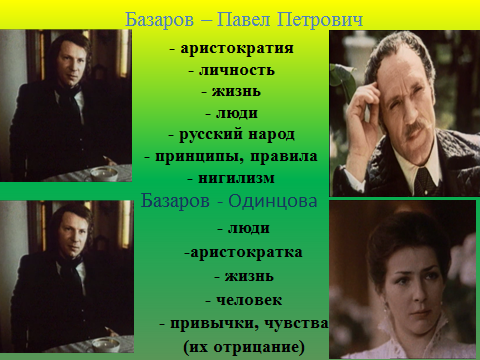 Базаров – Павел Петрович
- аристократия
- личность
- жизнь
- люди
- русский народ
- принципы, правила
- нигилизм
Базаров - Одинцова
- люди
-аристократка
- жизнь
- человек
- привычки, чувства
(их отрицание)